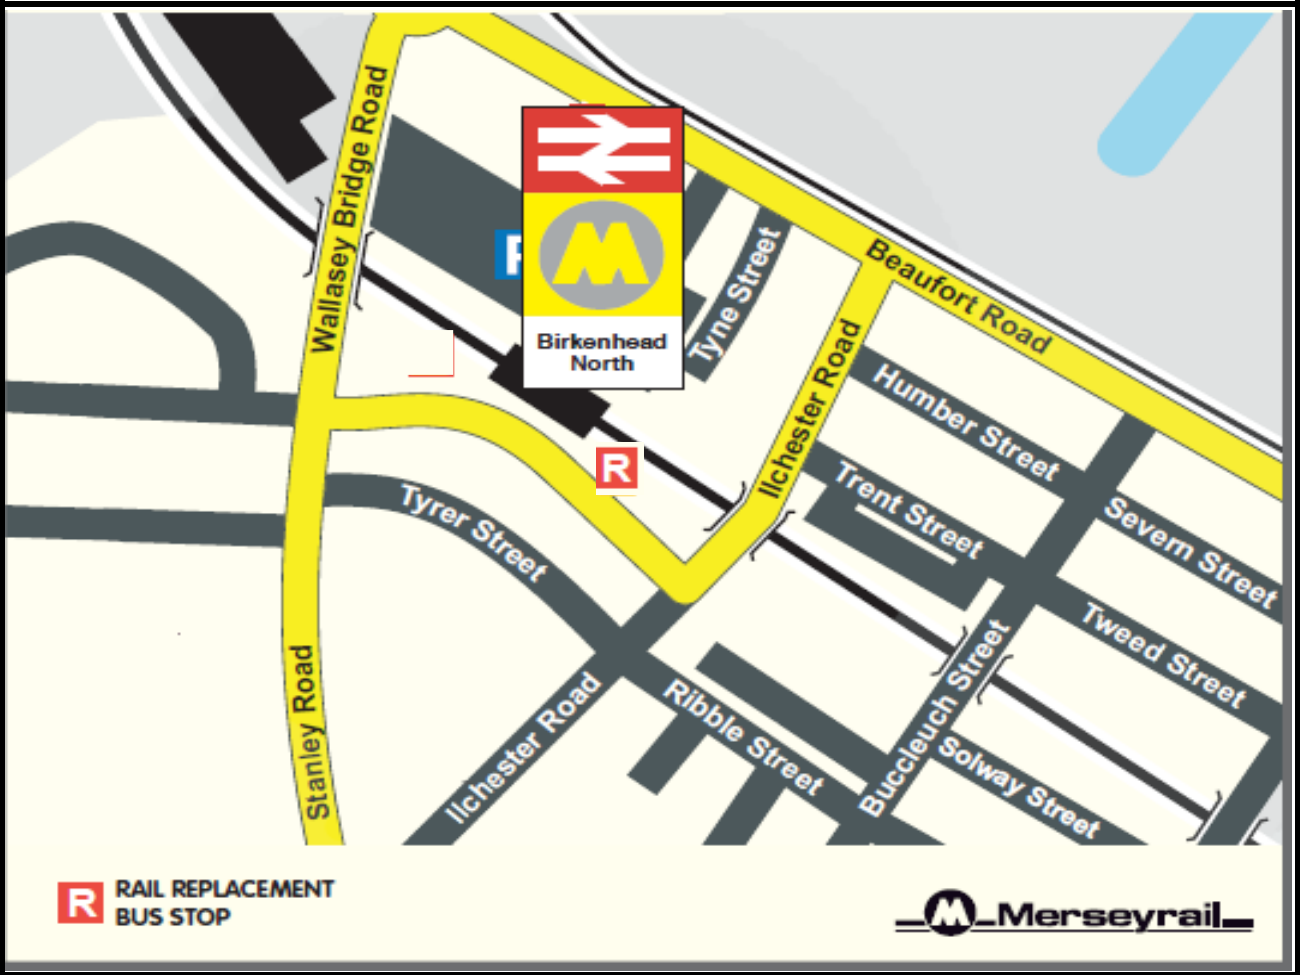 Wallasey Bridge Road
Beaufort Road
Birkenhead
North
Tyne Street
Ilchester Road
Humber Street
Trent Street
Severn Street
Tweed Street
R
Tyrer Street
Stanley Road
Ilchester Road
Ribble Street
Buccleuch Street
Solway Street
R
RAIL REPLACEMENT
BUS STOP
Merseyrail